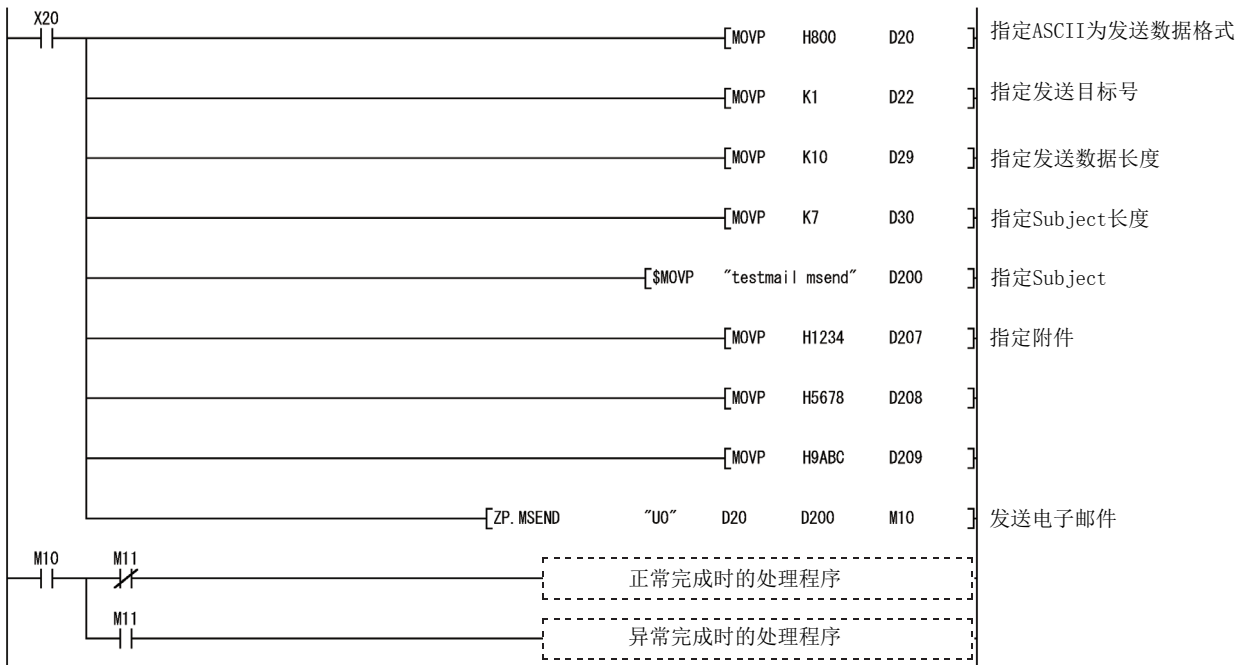 X20
MOVP H800 D20 指定ASCII为发送数据格式
MOVP K1 D22 指定发送目标号
MOVP K10 D29 指定发送数据长度
MOVP K7 D30 指定Subject长度
$MOVP "testmail msend" D200 指定Subject
MOVP H1234 D207 指定附件
MOVP H5678 D208
MOVP H9ABC D209
ZP.MSEND "U0" D20 D200 M10 发送电子邮件
M10 M11 正常完成时的处理程序
M11 异常完成时的处理程序